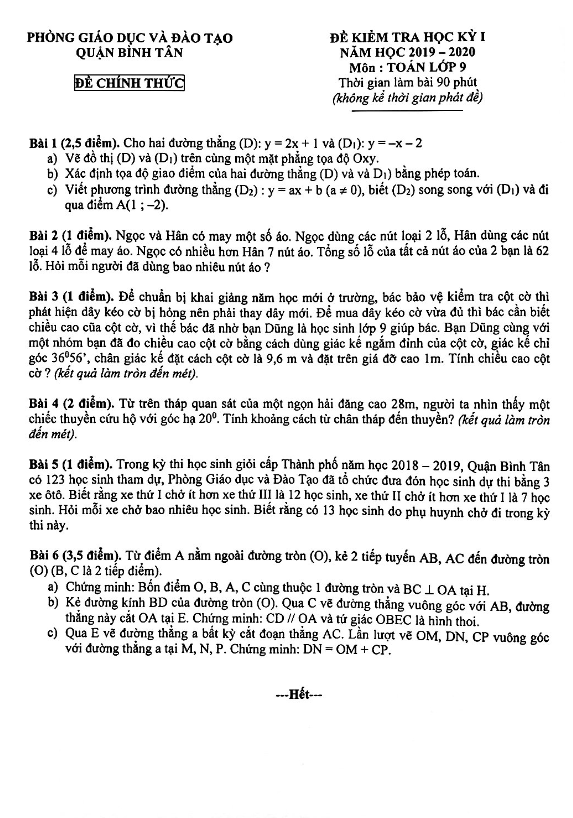 PHÒNG GIÁO DỤC VÀ ĐÀO TẠO
QUẬN BÌNH TÂN
ĐỀ CHÍNH THỨC
ĐỀ KIỂM TRA HỌC KỲ I
NĂM HỌC 2019 – 2020
Môn : TOÁN LỚP 9
Thời gian làm bài 90 phút
(không kể thời gian phát đề)
Bài 1 (2,5 điểm). Cho hai đường thẳng (D): y = 2x + 1 và (D₁): y = –x – 2
a) Vẽ đồ thị (D) và (D₁) trên cùng một mặt phẳng tọa độ Oxy.
b) Xác định tọa độ giao điểm của hai đường thẳng (D) và và D₁) bằng phép toán.
c) Viết phương trình đường thẳng (D₂) : y = ax + b (a ≠ 0), biết (D₂) song song với (D₁) và đi
qua điểm A(1 ; –2).
Bài 2 (1 điểm). Ngọc và Hân có may một số áo. Ngọc dùng các nút loại 2 lỗ, Hân dùng các nút
loại 4 lỗ để may áo. Ngọc có nhiều hơn Hân 7 nút áo. Tổng số lỗ của tất cả nút áo của 2 bạn là 62
lỗ. Hỏi mỗi người đã dùng bao nhiêu nút áo ?
Bài 3 (1 điểm). Để chuẩn bị khai giảng năm học mới ở trường, bác bảo vệ kiểm tra cột cờ thì
phát hiện dây kéo cờ bị hỏng nên phải thay dây mới. Để mua dây kéo cờ vừa đủ thì bác cần biết
chiều cao của cột cờ, vì thế bác đã nhờ bạn Dũng là học sinh lớp 9 giúp bác. Bạn Dũng cùng với
một nhóm bạn đã đo chiều cao cột cờ bằng cách dùng giác kế ngắm đỉnh của cột cờ, giác kế chỉ
góc 36⁰56’, chân giác kế đặt cách cột cờ là 9,6 m và đặt trên giá đỡ cao 1m. Tính chiều cao cột
cờ ? (kết quả làm tròn đến mét).
Bài 4 (2 điểm). Từ trên tháp quan sát của một ngọn hải đăng cao 28m, người ta nhìn thấy một
chiếc thuyền cứu hộ với góc hạ 20⁰. Tính khoảng cách từ chân tháp đến thuyền? (kết quả làm tròn
đến mét).
Bài 5 (1 điểm). Trong kỳ thi học sinh giỏi cấp Thành phố năm học 2018 – 2019, Quận Bình Tân
có 123 học sinh tham dự, Phòng Giáo dục và Đào Tạo đã tổ chức đưa đón học sinh dự thi bằng 3
xe ôtô. Biết rằng xe thứ I chở ít hơn xe thứ III là 12 học sinh, xe thứ II chở ít hơn xe thứ I là 7 học
sinh. Hỏi mỗi xe chở bao nhiêu học sinh. Biết rằng có 13 học sinh do phụ huynh chở đi trong kỳ
thi này.
Bài 6 (3,5 điểm). Từ điểm A nằm ngoài đường tròn (O), kẻ 2 tiếp tuyến AB, AC đến đường tròn
(O) (B, C là 2 tiếp điểm).
a) Chứng minh: Bốn điểm O, B, A, C cùng thuộc 1 đường tròn và BC ⊥ OA tại H.
b) Kẻ đường kính BD của đường tròn (O). Qua C vẽ đường thẳng vuông góc với AB, đường
thẳng này cắt OA tại E. Chứng minh: CD // OA và tứ giác OBEC là hình thoi.
c) Qua E vẽ đường thẳng a bất kỳ cắt đoạn thẳng AC. Lần lượt vẽ OM, DN, CP vuông góc
với đường thẳng a tại M, N, P. Chứng minh: DN = OM + CP.
---Hết---